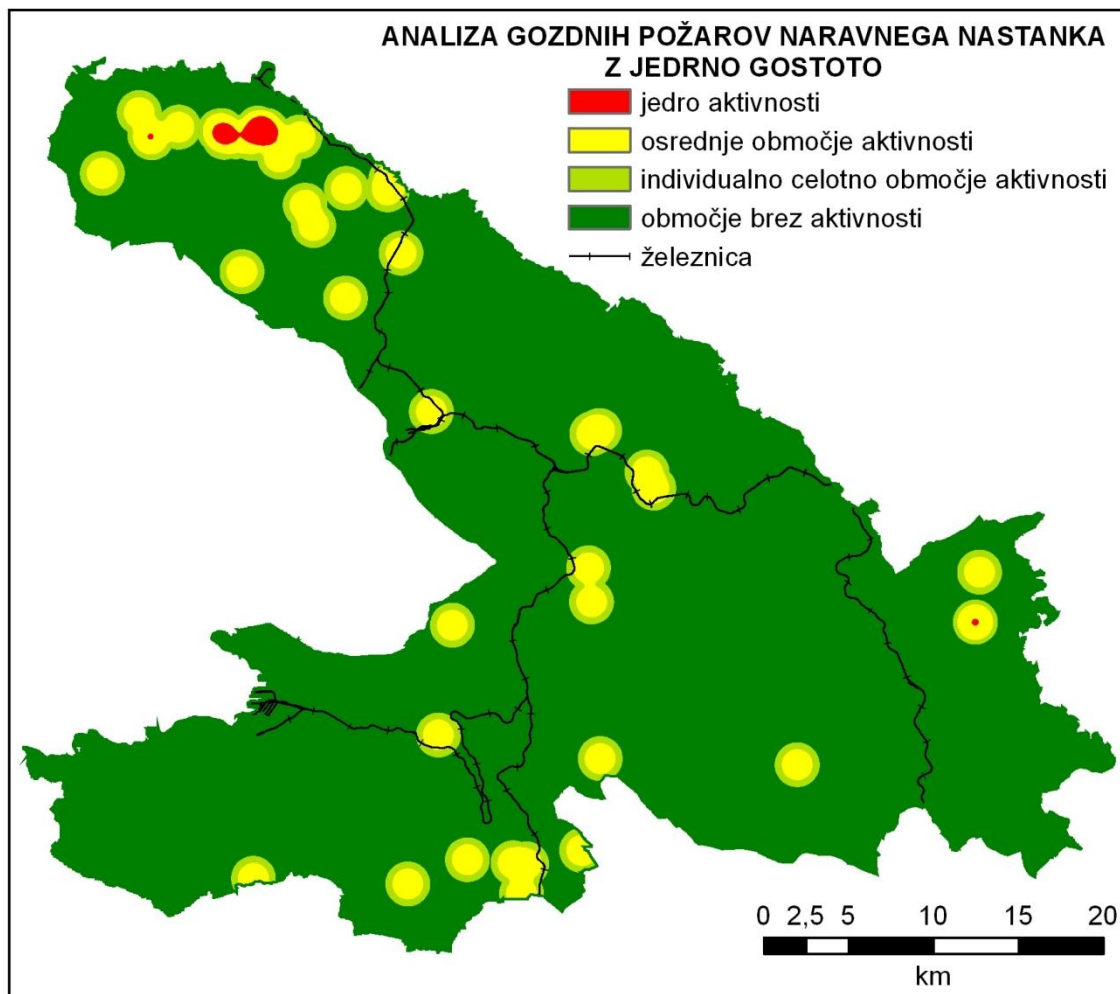 ANALIZA GOZDNIH POŽAROV NARAVNEGA NASTANKA
Z JEDRNO GOSTOTO
jedro aktivnosti
osrednje območje aktivnosti
individualno celotno območje aktivnosti
območje brez aktivnosti
železnica
0 2,5 5 10 15 20
km